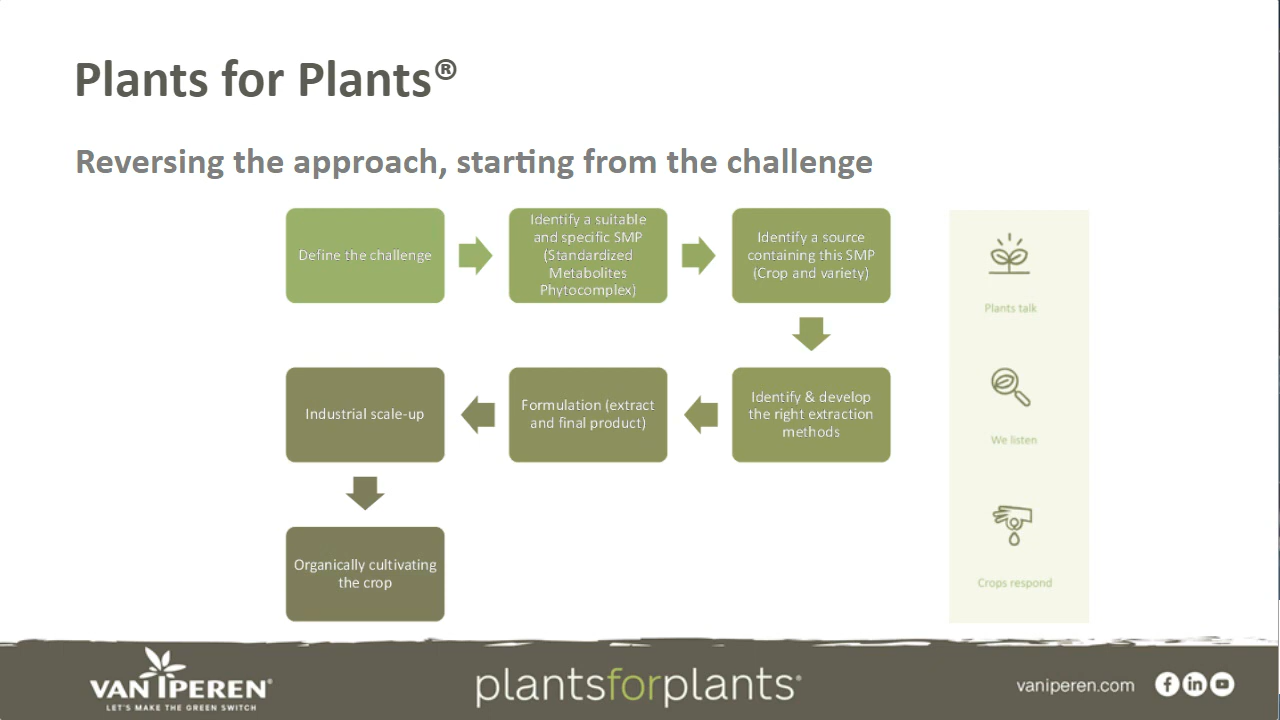 Plants for Plants®
Reversing the approach, starting from the challenge
Define the challenge
Identify a suitable
and specific SMP
(Standardized
Metabolites
Phytocomplex)
Identify a source
containing this SMP
(Crop and variety)
Identify & develop
the right extraction
methods
Formulation (extract
and final product)
Industrial scale-up
Organically cultivating
the crop
Plants talk
We listen
Crops respond
VAN IPEREN®
LET'S MAKE THE GREEN SWITCH
plantsforplants®
vaniperen.com